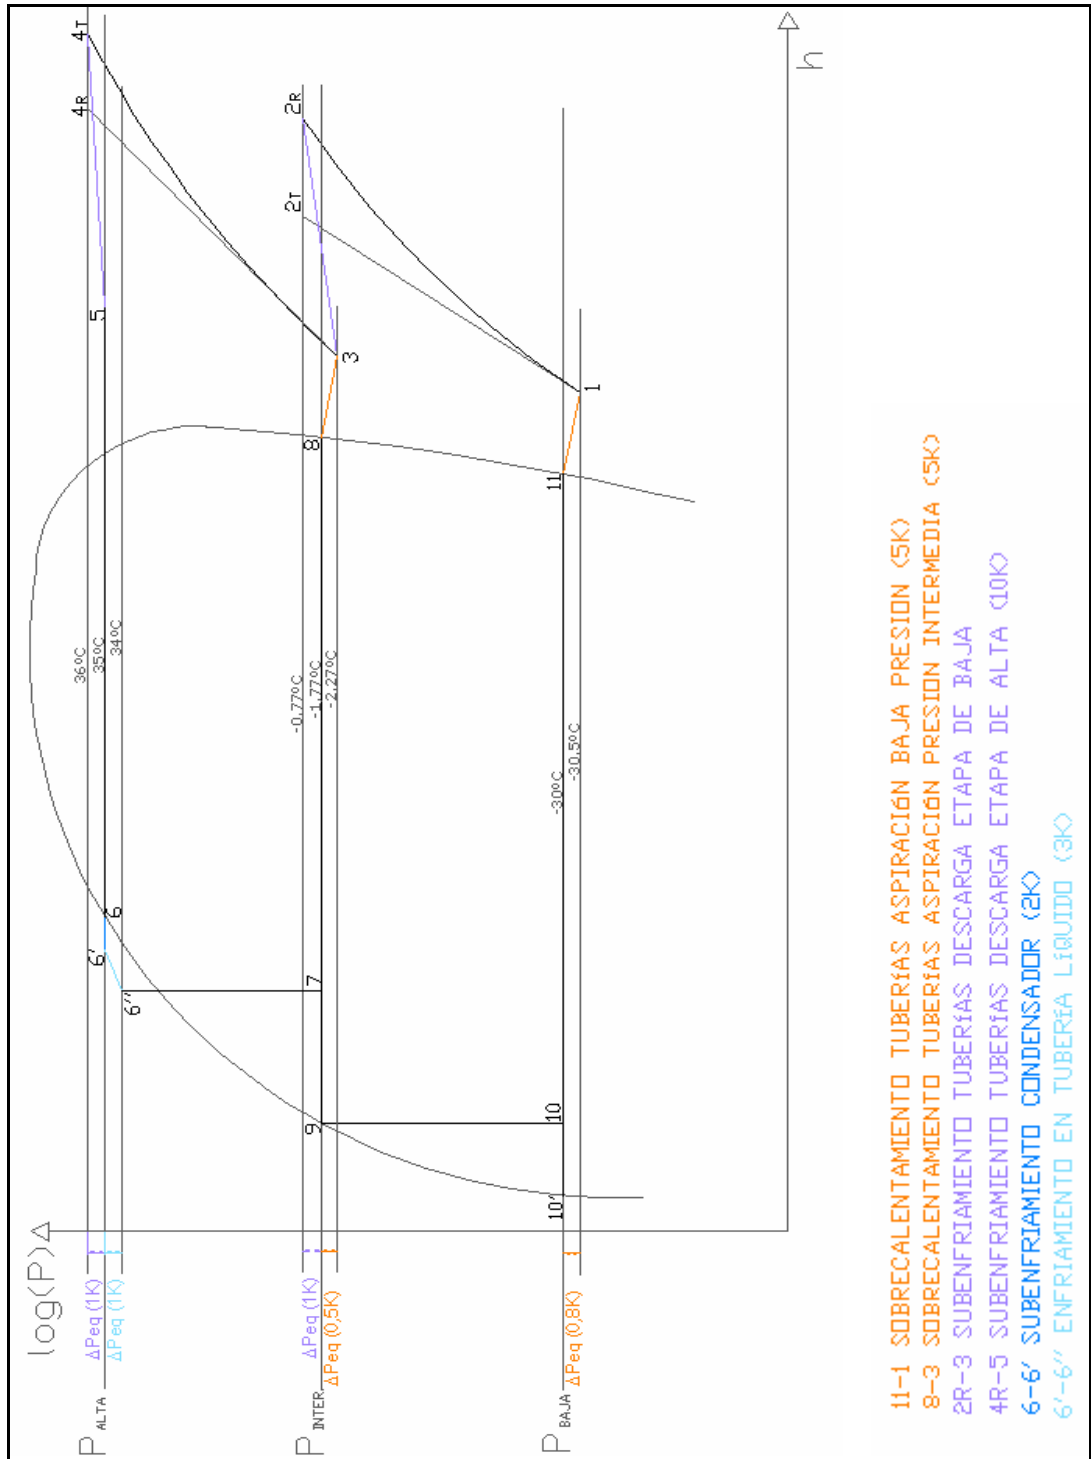 log(P)
h
ΔPeq (1K)
ΔPeq (1K)
P ALTA
ΔPeq (1K)
ΔPeq (0,5K)
P INTER.
ΔPeq (0,8K)
P BAJA
36ºC
35ºC
34ºC
-0,77ºC
-1,77ºC
-2,27ºC
-30ºC
-30,5ºC
4T
4R
5
6
6'
6''
2R
2T
3
8
7
9
1
11
10
10'
11-1 SOBRECALENTAMIENTO TUBERíAS ASPIRACIóN BAJA PRESION (5K)
8-3 SOBRECALENTAMIENTO TUBERíAS ASPIRACIóN PRESION INTERMEDIA (5K)
2R-3 SUBENFRIAMIENTO TUBERíAS DESCARGA ETAPA DE BAJA
4R-5 SUBENFRIAMIENTO TUBERíAS DESCARGA ETAPA DE ALTA (10K)
6-6' SUBENFRIAMIENTO CONDENSADOR (2K)
6'-6'' ENFRIAMIENTO EN TUBERíA LíQUIDO (3K)